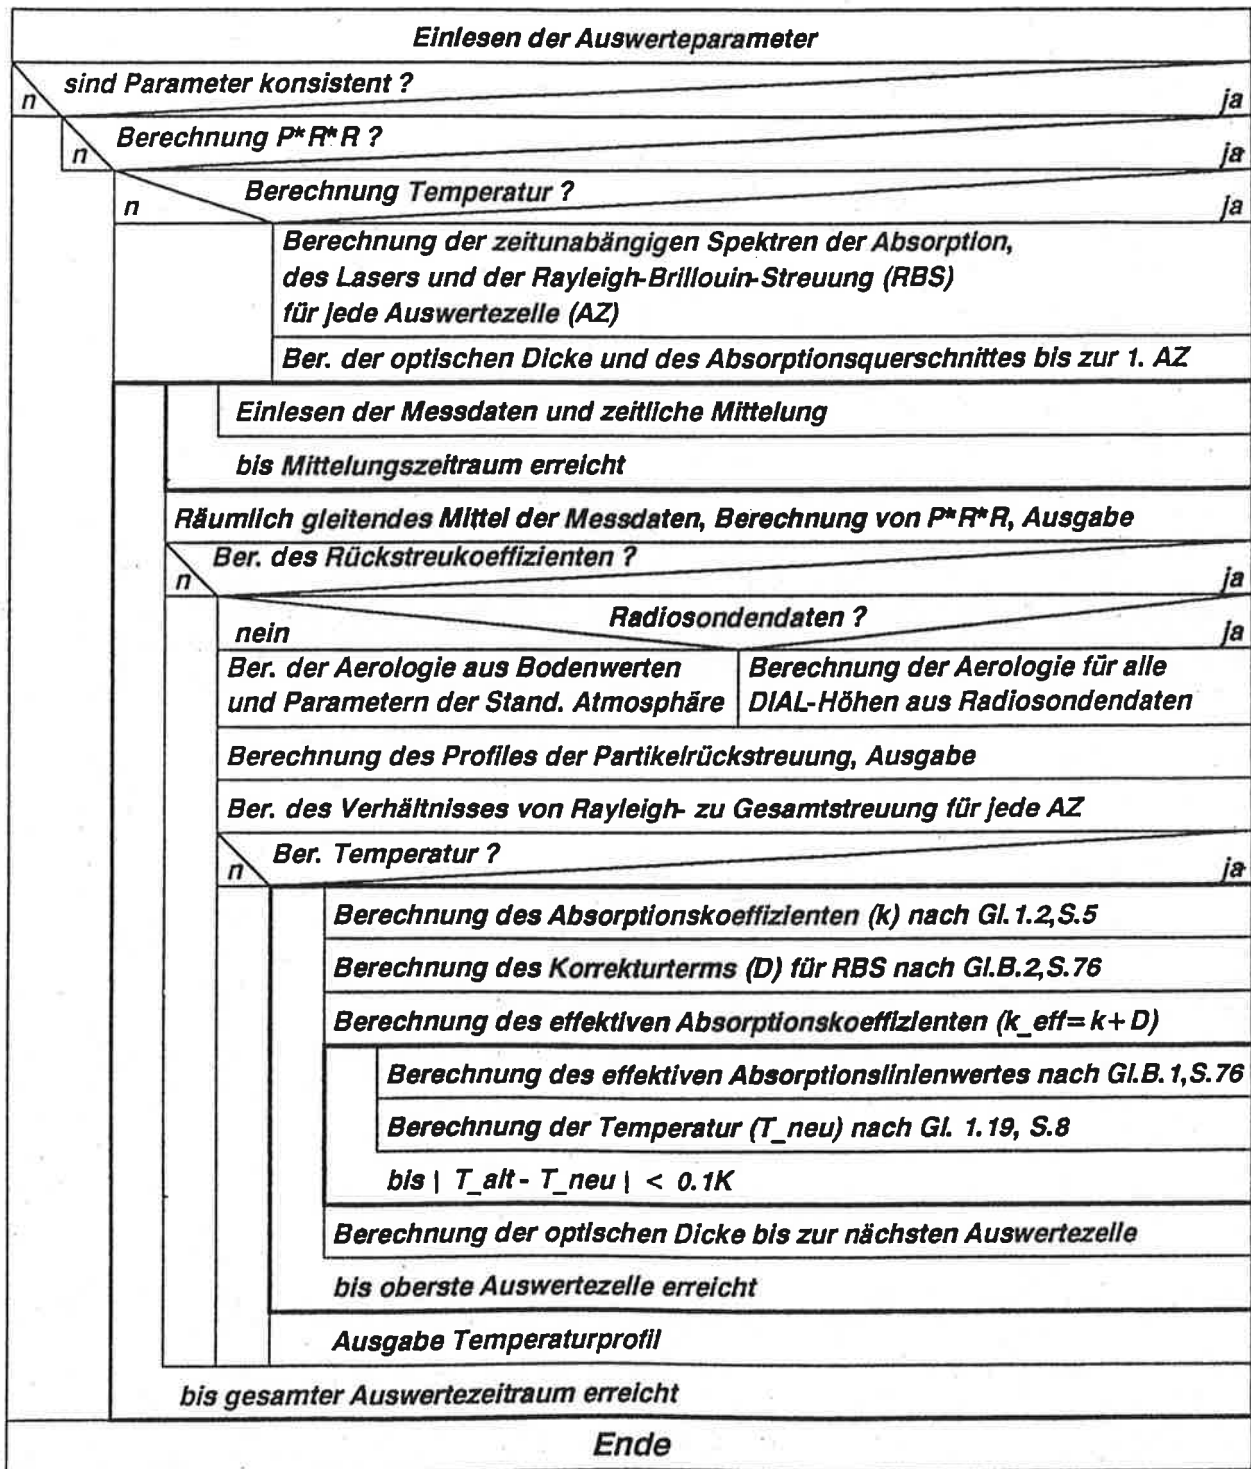 Einlesen der Auswerteparameter
sind Parameter konsistent ?
n
ja
Berechnung P*R*R ?
n
ja
Berechnung Temperatur ?
n
ja
Berechnung der zeitunabängigen Spektren der Absorption,
des Lasers und der Rayleigh-Brillouin-Streuung (RBS)
für jede Auswertezelle (AZ)
Ber. der optischen Dicke und des Absorptionsquerschnittes bis zur 1. AZ
Einlesen der Messdaten und zeitliche Mittelung
bis Mittelungszeitraum erreicht
Räumlich gleitendes Mittel der Messdaten, Berechnung von P*R*R, Ausgabe
Ber. des Rückstreukoeffizienten ?
n
ja
Radiosondendaten ?
nein
ja
Ber. der Aerologie aus Bodenwerten
und Parametern der Stand. Atmosphäre
Berechnung der Aerologie für alle
DIAL-Höhen aus Radiosondendaten
Berechnung des Profiles der Partikelrückstreuung, Ausgabe
Ber. des Verhältnisses von Rayleigh- zu Gesamtstreuung für jede AZ
Ber. Temperatur ?
n
ja
Berechnung des Absorptionskoeffizienten (k) nach Gl. 1.2,S.5
Berechnung des Korrekturterms (D) für RBS nach Gl.B.2,S.76
Berechnung des effektiven Absorptionskoeffizienten (k_eff= k+ D)
Berechnung des effektiven Absorptionslinienwertes nach Gl.B.1,S.76
Berechnung der Temperatur (T_neu) nach Gl. 1.19, S.8
bis | T_alt - T_neu | < 0.1K
Berechnung der optischen Dicke bis zur nächsten Auswertezelle
bis oberste Auswertezelle erreicht
Ausgabe Temperaturprofil
bis gesamter Auswertezeitraum erreicht
Ende